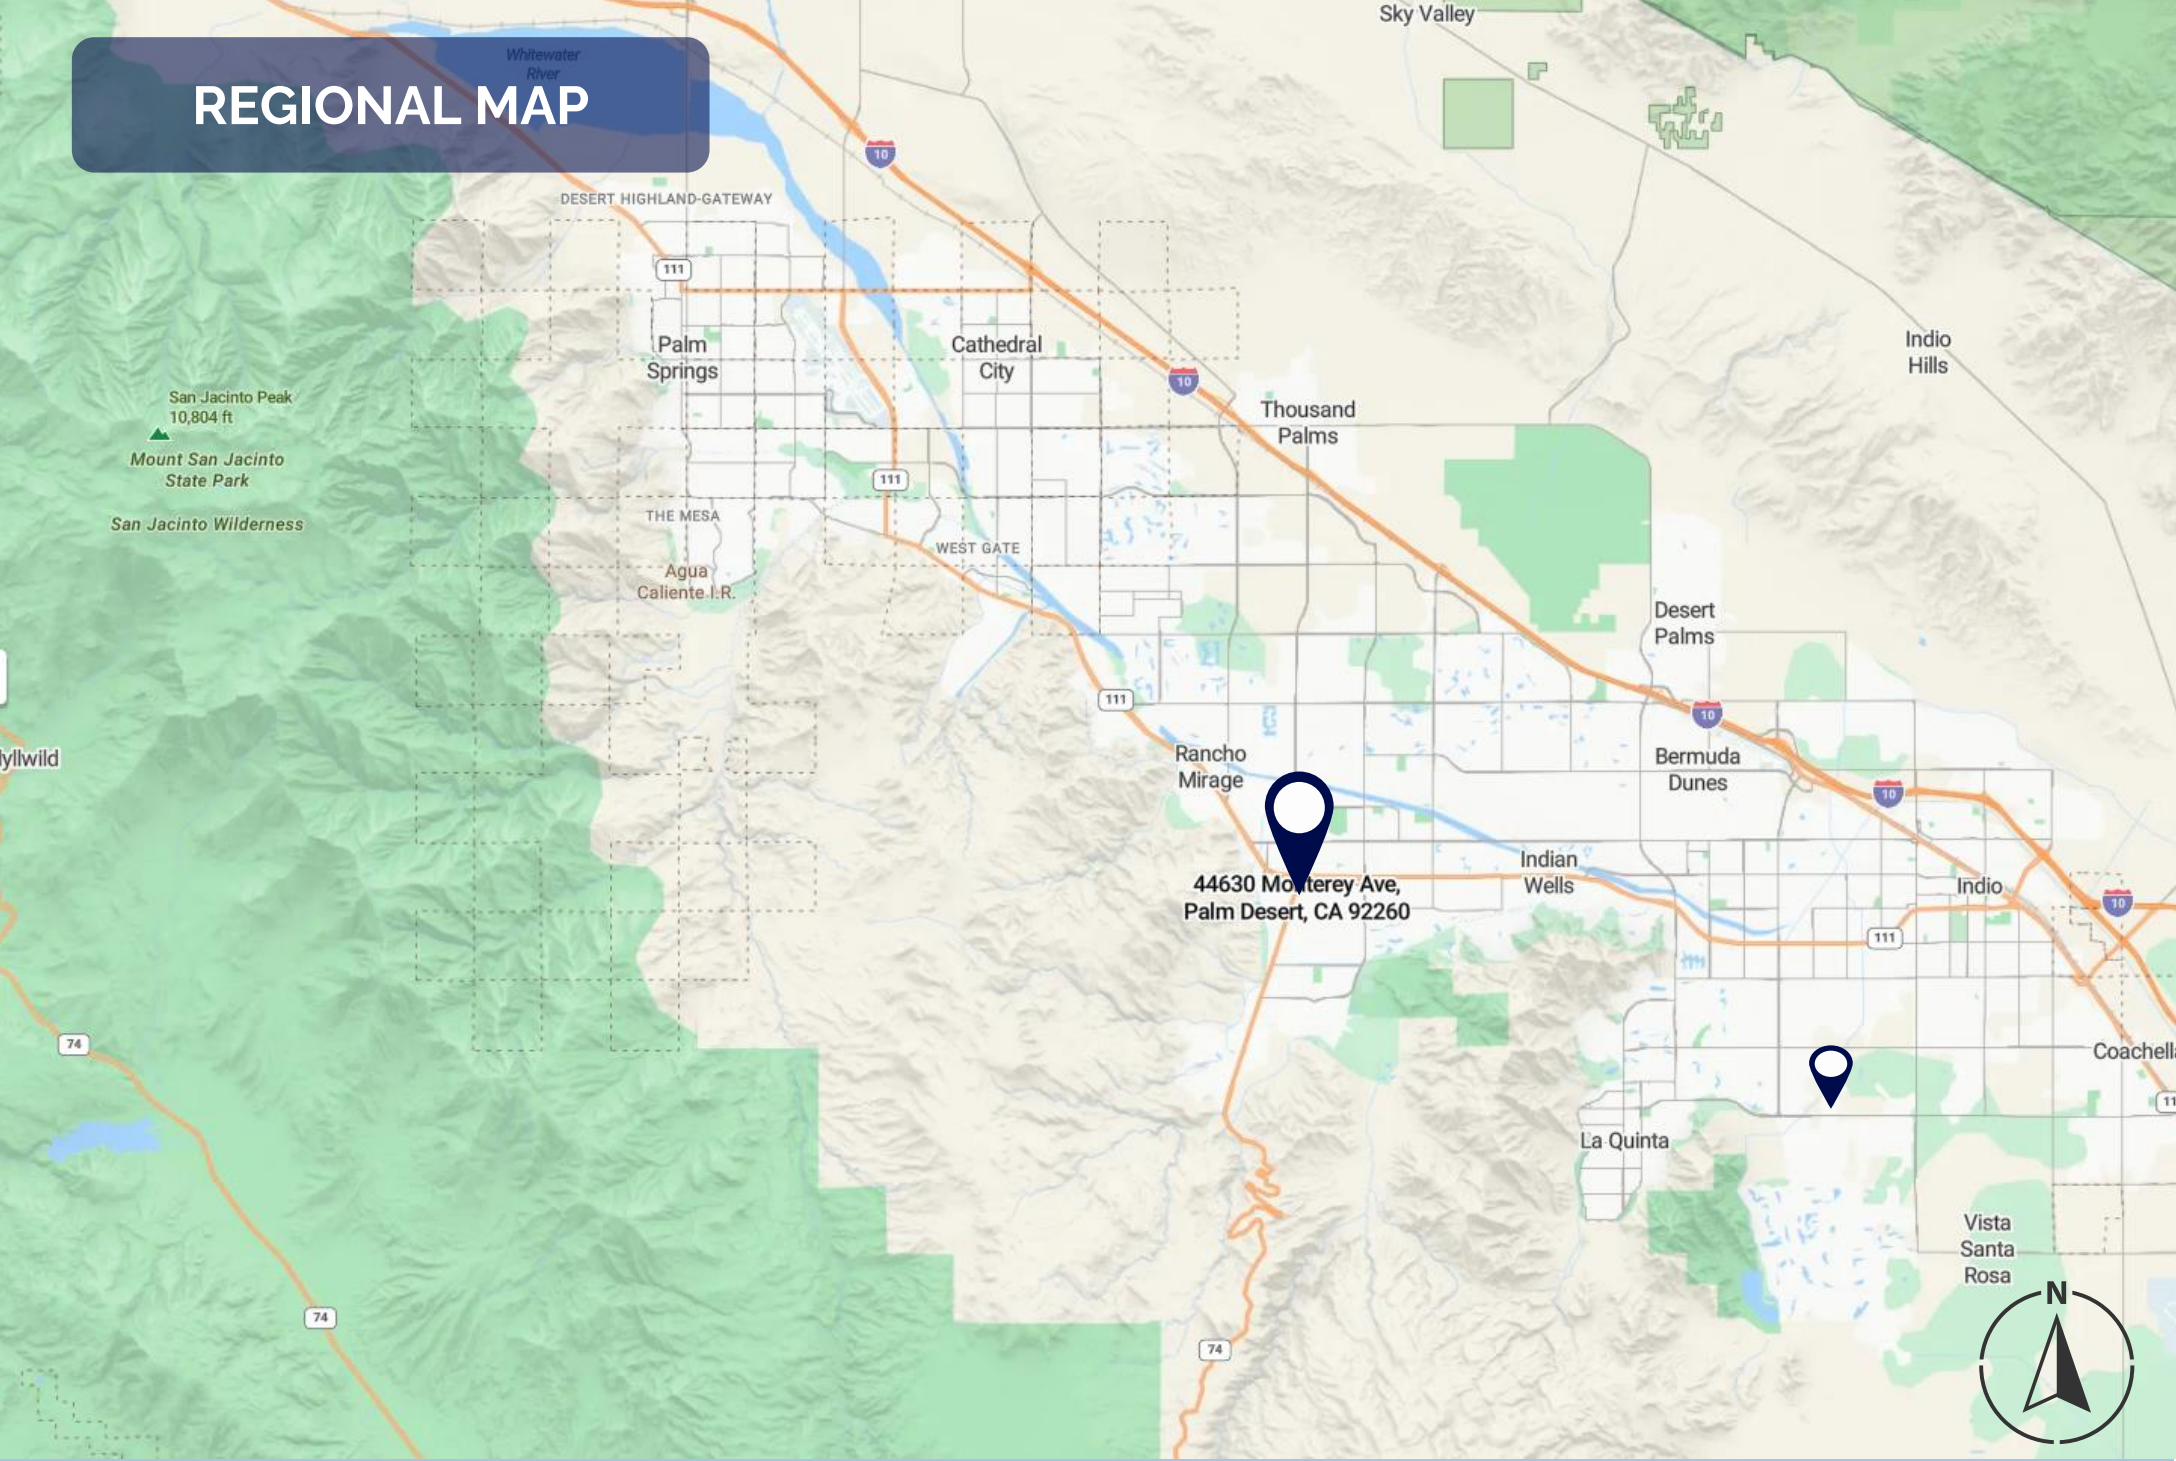 Sky Valley
Whitewater
River
REGIONAL MAP
10
DESERT HIGHLAND-GATEWAY
111
Palm
Springs
Cathedral
City
Indio
Hills
10
San Jacinto Peak
10,804 ft
Thousand
Palms
Mount San Jacinto
State Park
111
San Jacinto Wilderness
THE MESA
WEST GATE
Agua
Caliente I.R.
Desert
Palms
111
10
yllwild
Rancho
Mirage
Bermuda
Dunes
10
Indian
Wells
44630 Monterey Ave,
Palm Desert, CA 92260
Indio
10
111
74
Coachella
11
La Quinta
Vista
Santa
Rosa
N
74
74